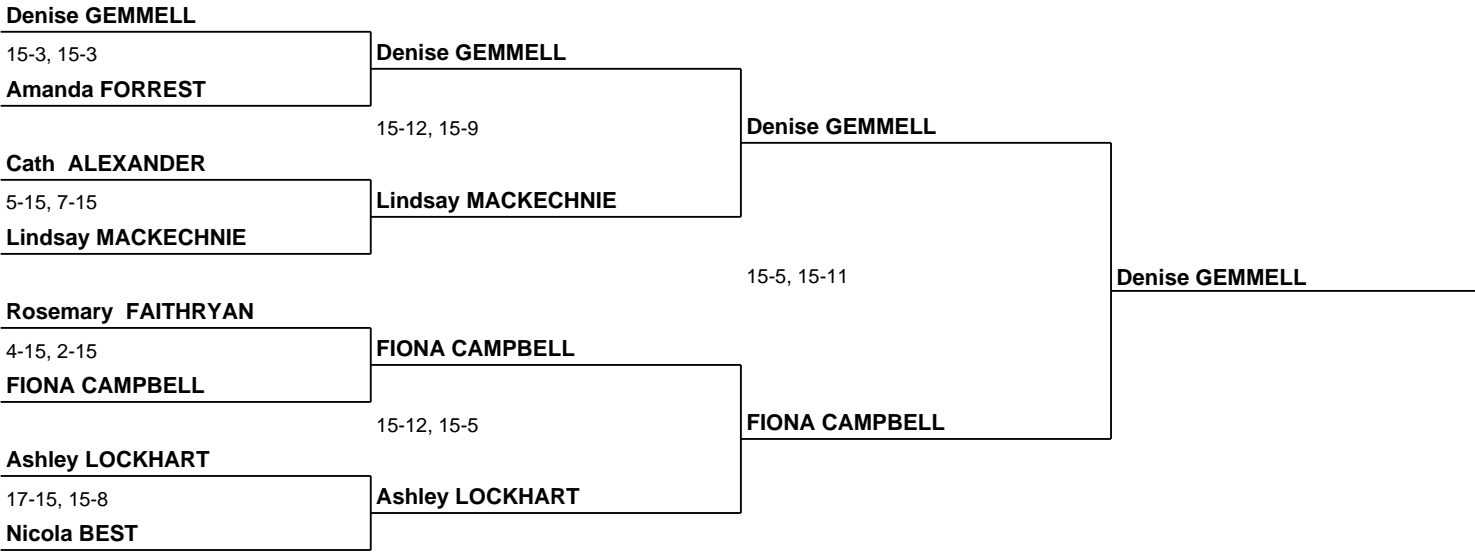 Denise GEMMELL
15-3, 15-3
Denise GEMMELL
Amanda FORREST
15-12, 15-9
Denise GEMMELL
Cath  ALEXANDER
5-15, 7-15
Lindsay MACKECHNIE
Lindsay MACKECHNIE
15-5, 15-11
Denise GEMMELL
Rosemary  FAITHRYAN
4-15, 2-15
FIONA CAMPBELL
FIONA CAMPBELL
15-12, 15-5
FIONA CAMPBELL
Ashley LOCKHART
17-15, 15-8
Ashley LOCKHART
Nicola BEST